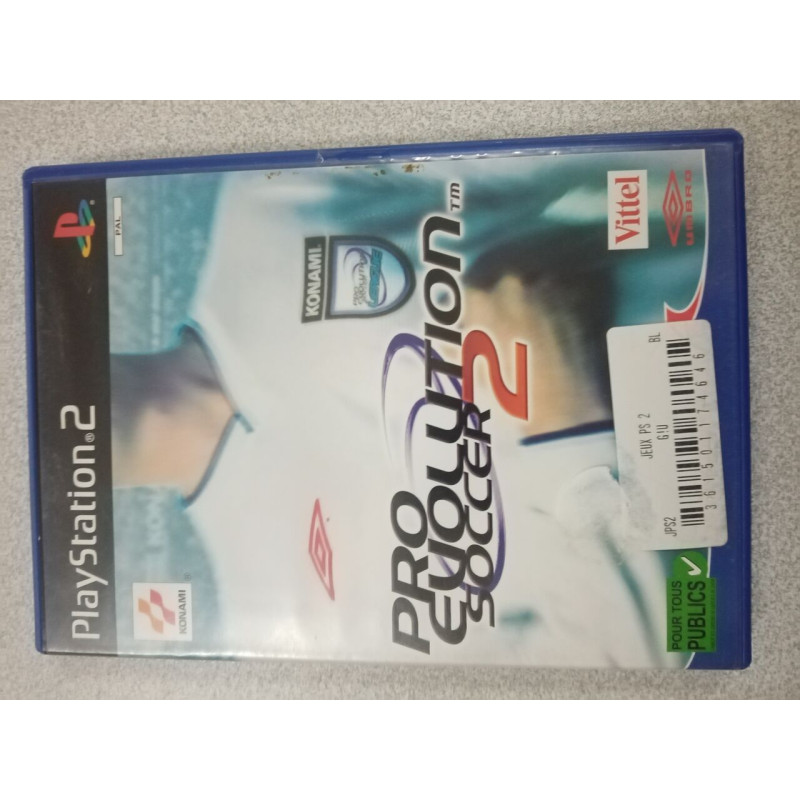 PlayStation®2
PAL
KONAMI
KONAMI
PRO
EVOLUTION™
SOCCER 2
Vittel
umbro
JPS2
JEUX PS 2
G!U
BL
3615011174646
POUR TOUS
PUBLICS